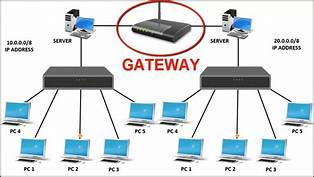 10.0.0.0/8
IP ADDRESS
SERVER
SERVER
20.0.0.0/8
IP ADDRESS
GATEWAY
PC 4
PC 5
PC 4
PC 5
PC 1
PC 2
PC 3
PC 1
PC 2
PC 3